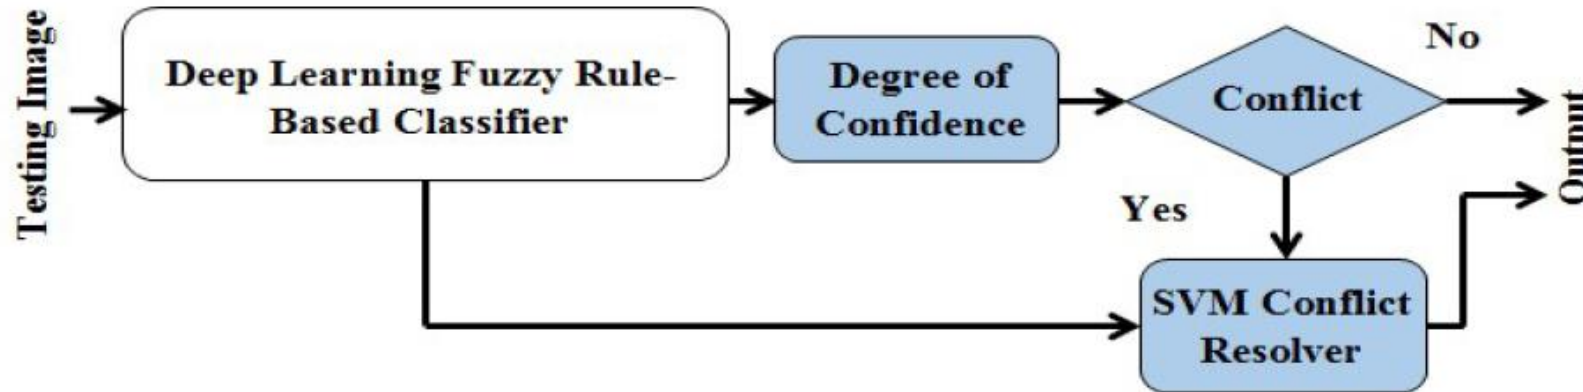 Testing Image
Deep Learning Fuzzy Rule-
Based Classifier
Degree of
Confidence
Conflict
No
Yes
SVM Conflict
Resolver
Output